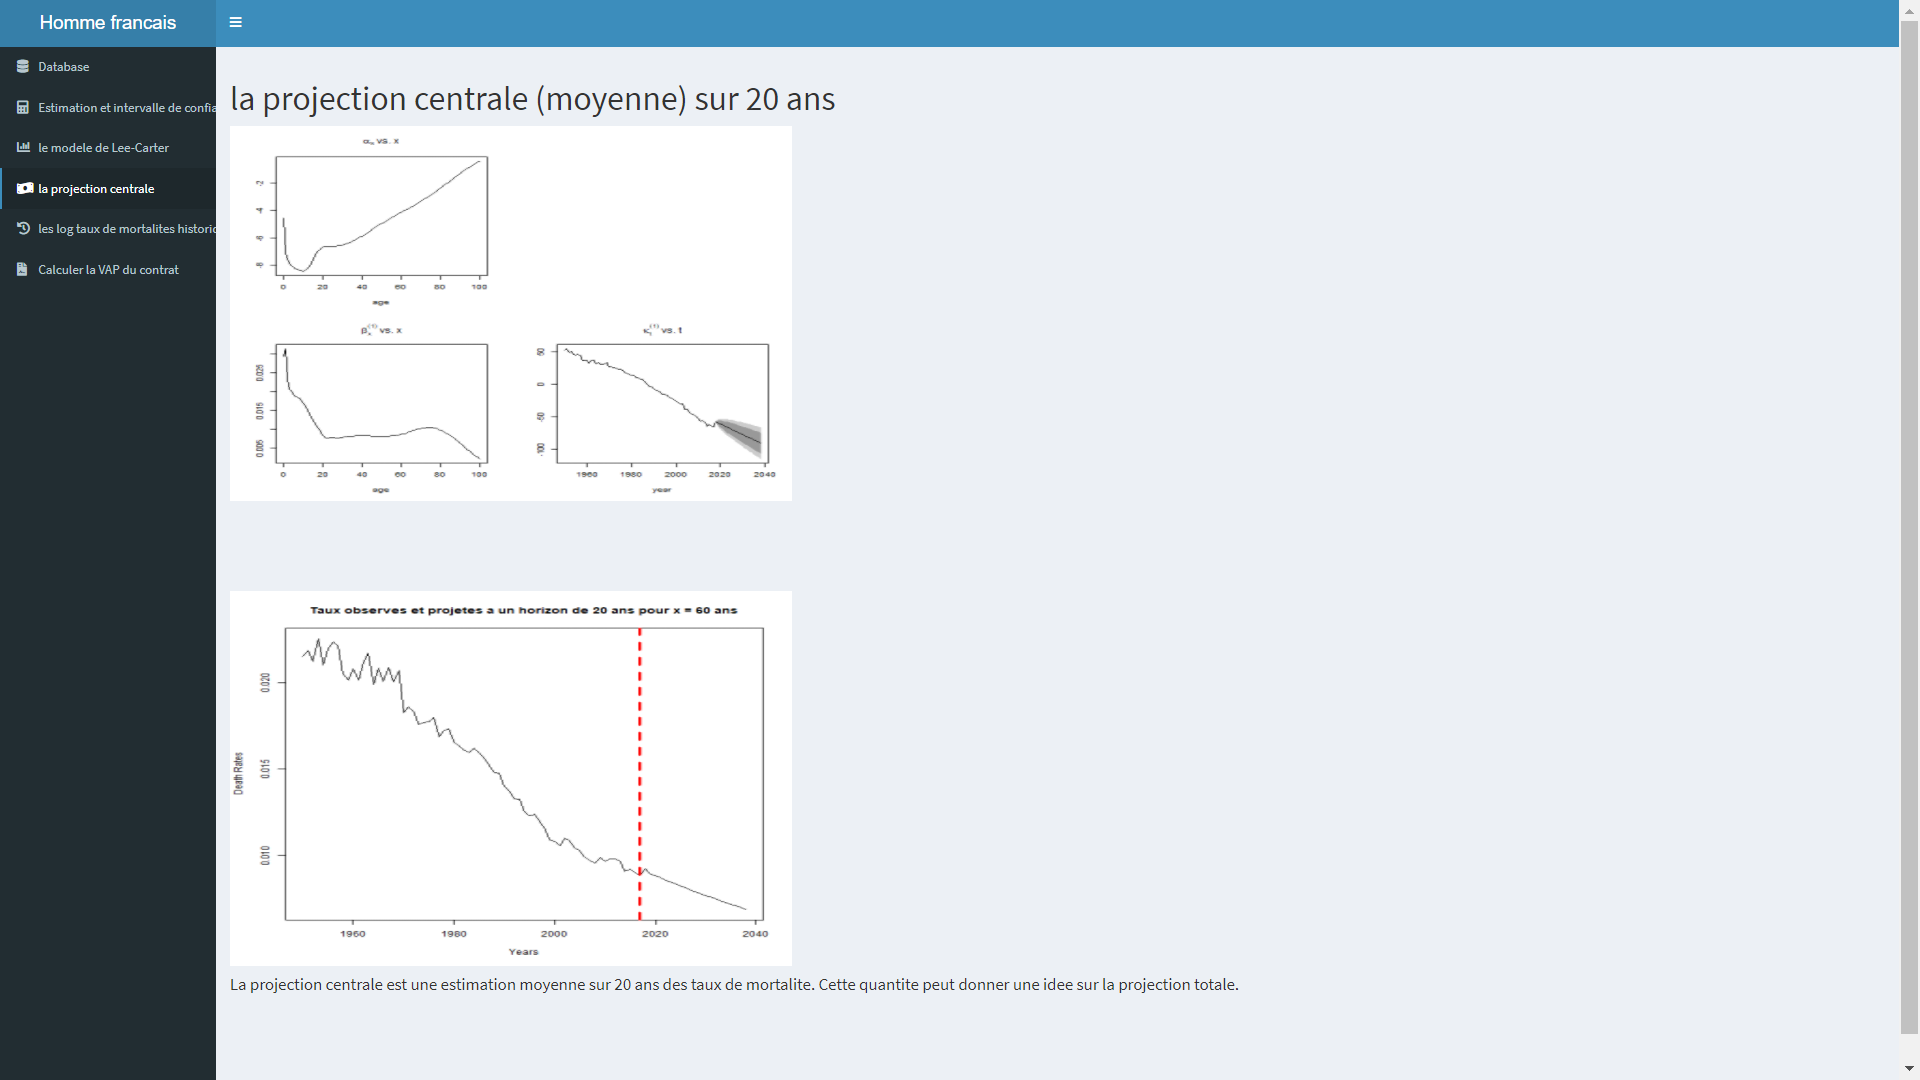 Homme francais
Database
Estimation et intervalle de confia
le modele de Lee-Carter
la projection centrale
les log taux de mortalites historic
Calculer la VAP du contrat
la projection centrale (moyenne) sur 20 ans
αx vs. x
-2
-4
-6
-8
0 20 40 60 80 100
age
βx(1) vs. x
κt(1) vs. t
0.025
0.015
0.005
0 20 40 60 80 100
age
50
0
-50
-100
1960 1980 2000 2020 2040
year
Taux observes et projetes a un horizon de 20 ans pour x = 60 ans
0.020
0.015
0.010
Death Rates
1960 1980 2000 2020 2040
Years
La projection centrale est une estimation moyenne sur 20 ans des taux de mortalite. Cette quantite peut donner une idee sur la projection totale.